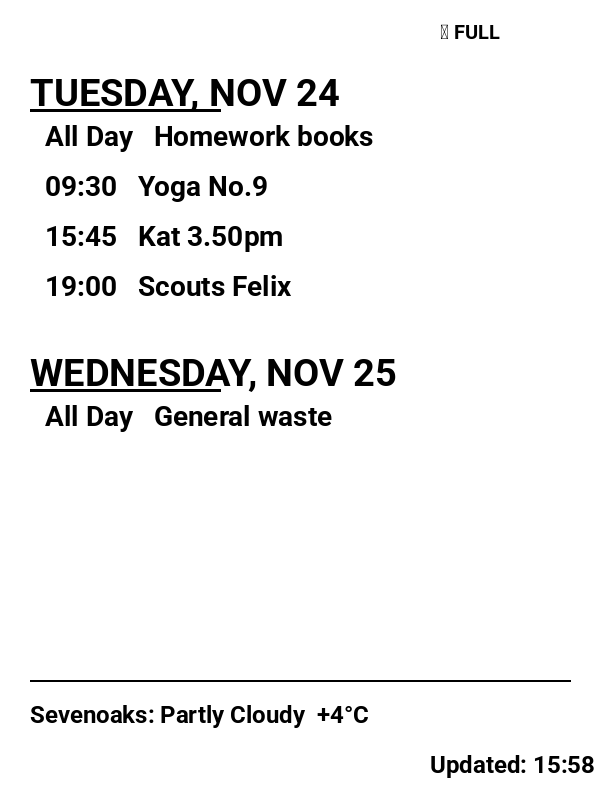 FULL
TUESDAY, NOV 24
All Day Homework books
09:30 Yoga No.9
15:45 Kat 3.50pm
19:00 Scouts Felix
WEDNESDAY, NOV 25
All Day General waste
Sevenoaks: Partly Cloudy +4°C
Updated: 15:58